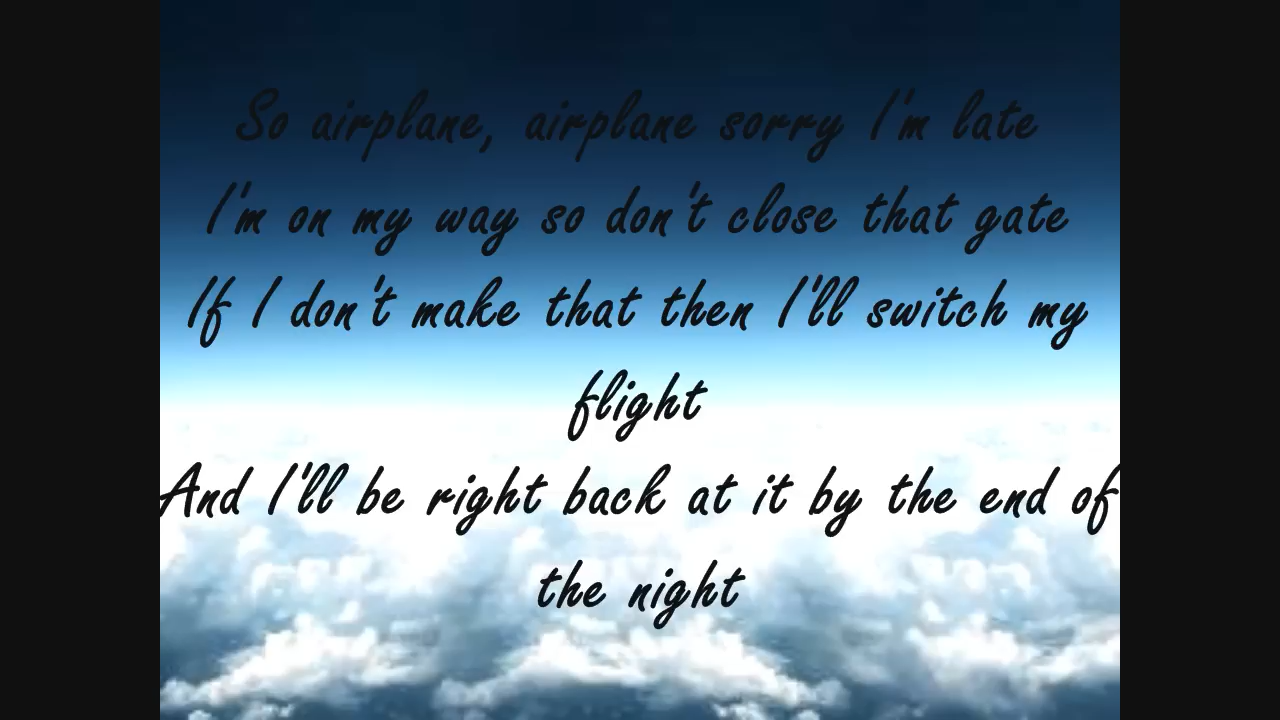 So airplane, airplane sorry I'm late
I'm on my way so don't close that gate
If I don't make that then I'll switch my
flight
And I'll be right back at it by the end of
the night